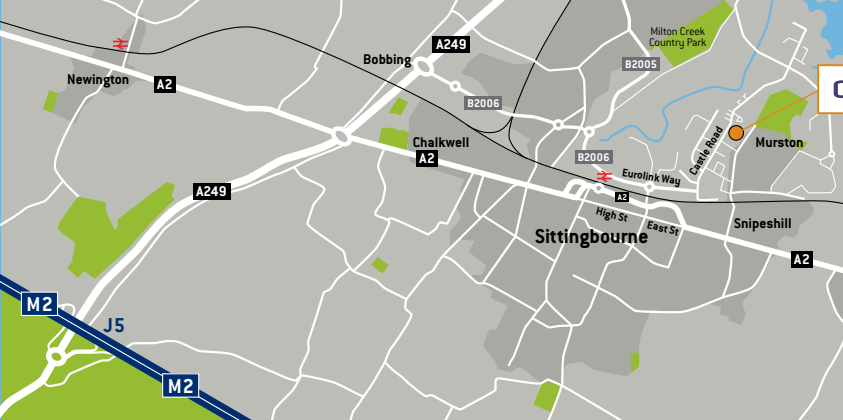 Milton Creek
Country Park
A249
Bobbing
B2005
Newington
A2
B2006
C
Chalkwell
A2
Castle Road
Murston
B2006
Eurolink Way
A249
A2
High St
East St
Snipeshill
Sittingbourne
A2
M2
J5
M2